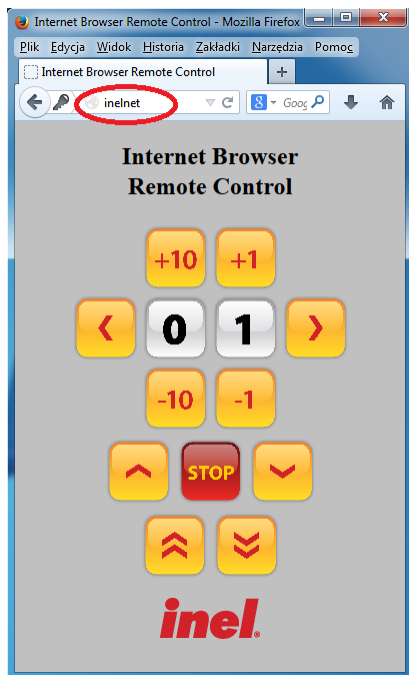 Internet Browser Remote Control - Mozilla Firefox
Plik Edycja Widok Historia Zakładki Narzędzia Pomoc
Internet Browser Remote Control
inelnet
Internet Browser
Remote Control
+10 +1
0 1
-10 -1
STOP
inel